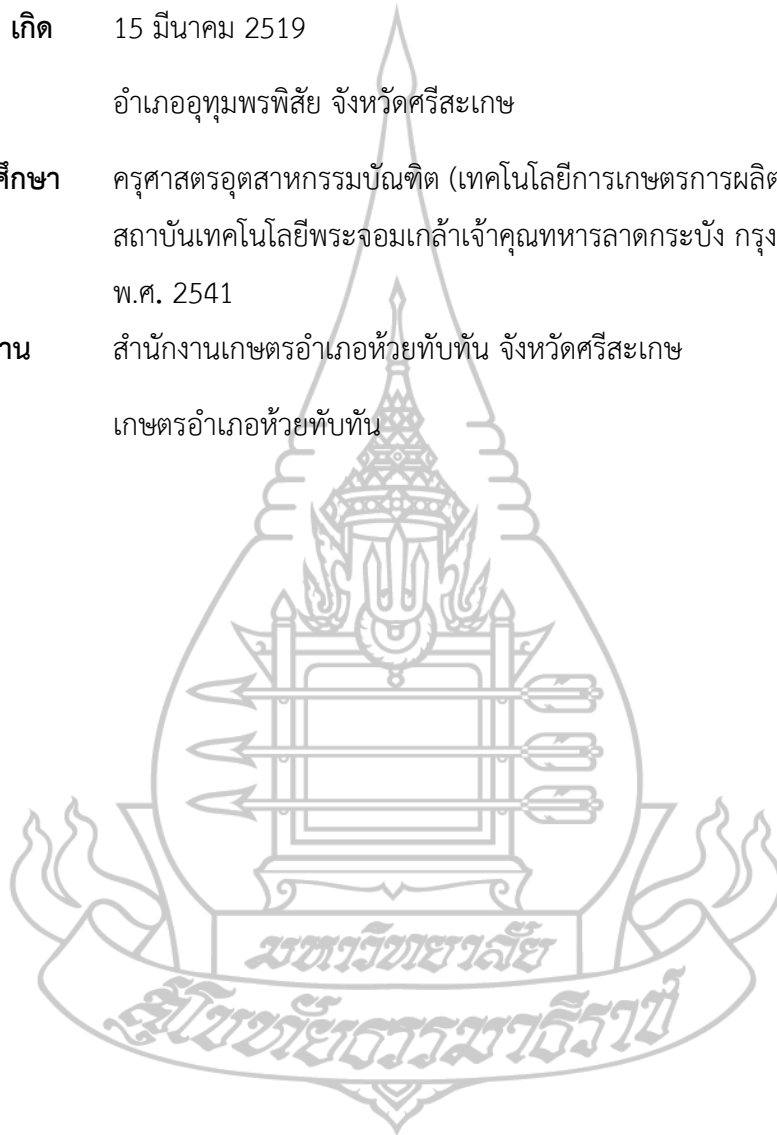 เกิด 15 มีนาคม 2519
อำเภออุทุมพรพิสัย จังหวัดศรีสะเกษ
ศึกษา ครุศาสตรอุตสาหกรรมบัณฑิต (เทคโนโลยีการเกษตรการผลิต
สถาบันเทคโนโลยีพระจอมเกล้าเจ้าคุณทหารลาดกระบัง กรุง
พ.ศ. 2541
าน สำนักงานเกษตรอำเภอห้วยทับทัน จังหวัดศรีสะเกษ
เกษตรอำเภอห้วยทับทัน
มหาวิทยาลัย
สุโขทัยธรรมาธิราช